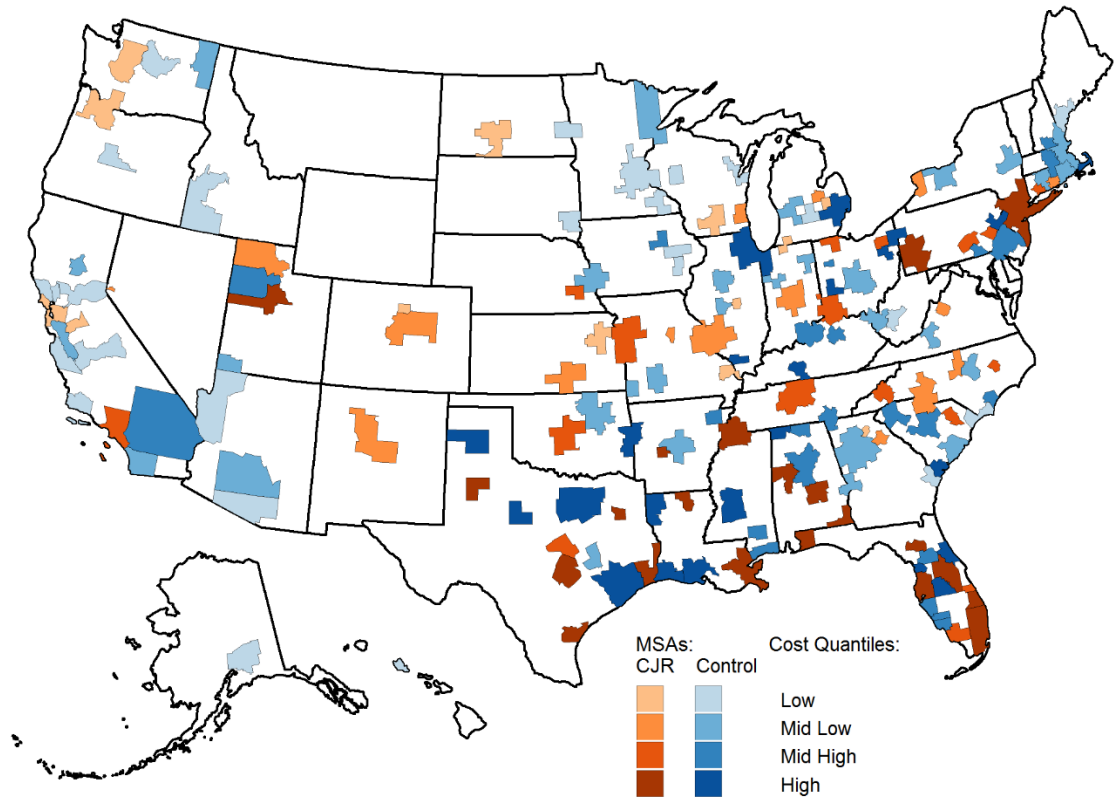 MSAs: Cost Quantiles:
CJR Control
Low
Mid Low
Mid High
High